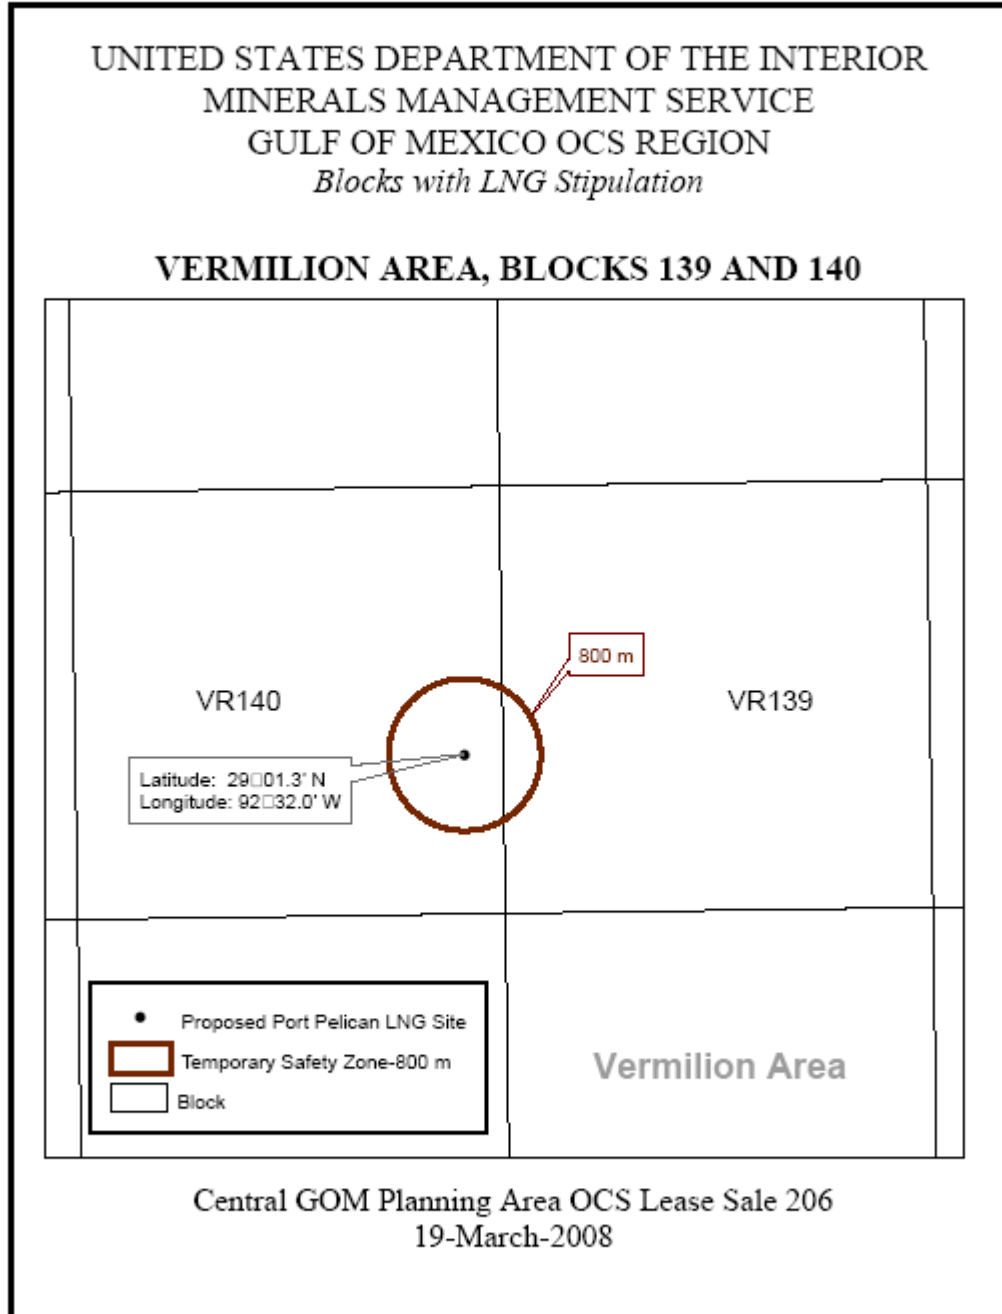 UNITED STATES DEPARTMENT OF THE INTERIOR
MINERALS MANAGEMENT SERVICE
GULF OF MEXICO OCS REGION
Blocks with LNG Stipulation
VERMILION AREA, BLOCKS 139 AND 140
800 m
VR140
VR139
Latitude: 29□01.3' N
Longitude: 92□32.0' W
Proposed Port Pelican LNG Site
Temporary Safety Zone-800 m
Block
Vermilion Area
Central GOM Planning Area OCS Lease Sale 206
19-March-2008